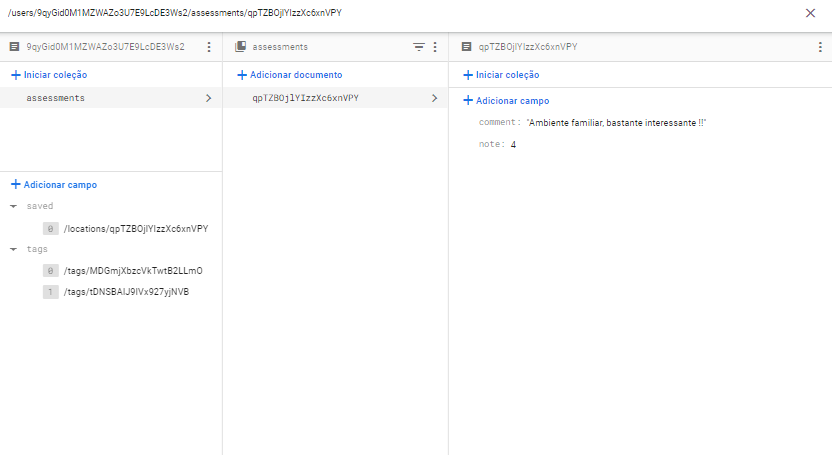 /users/9qyGid0M1MZWAZo3U7E9LcDE3Ws2/assessments/qpTZBOjlYIzzXc6xnVPY
9qyGid0M1MZWAZo3U7E9LcDE3Ws2
Iniciar coleção
assessments
Adicionar campo
saved
0 /locations/qpTZBOjlYIzzXc6xnVPY
tags
0 /tags/MDGmjXbzcVkTwtB2LLmO
1 /tags/tDNSBAIJ9IVx927yjNVB
assessments
Adicionar documento
qpTZBOjlYIzzXc6xnVPY
qpTZBOjlYIzzXc6xnVPY
Iniciar coleção
Adicionar campo
comment: "Ambiente familiar, bastante interessante !!"
note: 4